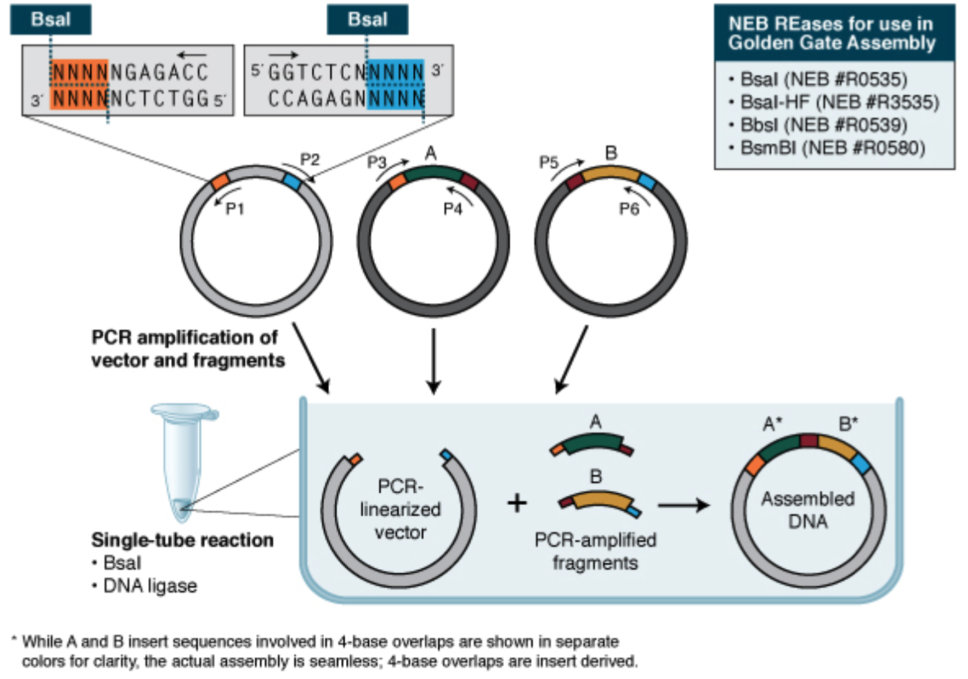 BsaI
BsaI
NNNNNGAGACC
3´ NNNNNCTCTGG 5´
5´ GGTCTCNNNNN 3´
CCAGAGNNNNN
NEB REases for use in
Golden Gate Assembly
• BsaI (NEB #R0535)
• BsaI-HF (NEB #R3535)
• BbsI (NEB #R0539)
• BsmBI (NEB #R0580)
P2
P1
P3
A
P4
P5
B
P6
PCR amplification of
vector and fragments
Single-tube reaction
• BsaI
• DNA ligase
PCR-
linearized
vector
+
A
B
PCR-amplified
fragments
A*
B*
Assembled
DNA
* While A and B insert sequences involved in 4-base overlaps are shown in separate
colors for clarity, the actual assembly is seamless; 4-base overlaps are insert derived.